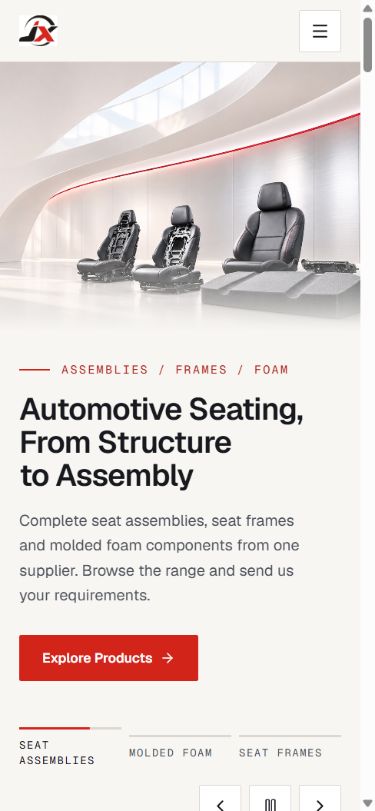 JX
ASSEMBLIES / FRAMES / FOAM
Automotive Seating,
From Structure
to Assembly
Complete seat assemblies, seat frames
and molded foam components from one
supplier. Browse the range and send us
your requirements.
Explore Products →
SEAT
ASSEMBLIES
MOLDED FOAM
SEAT FRAMES